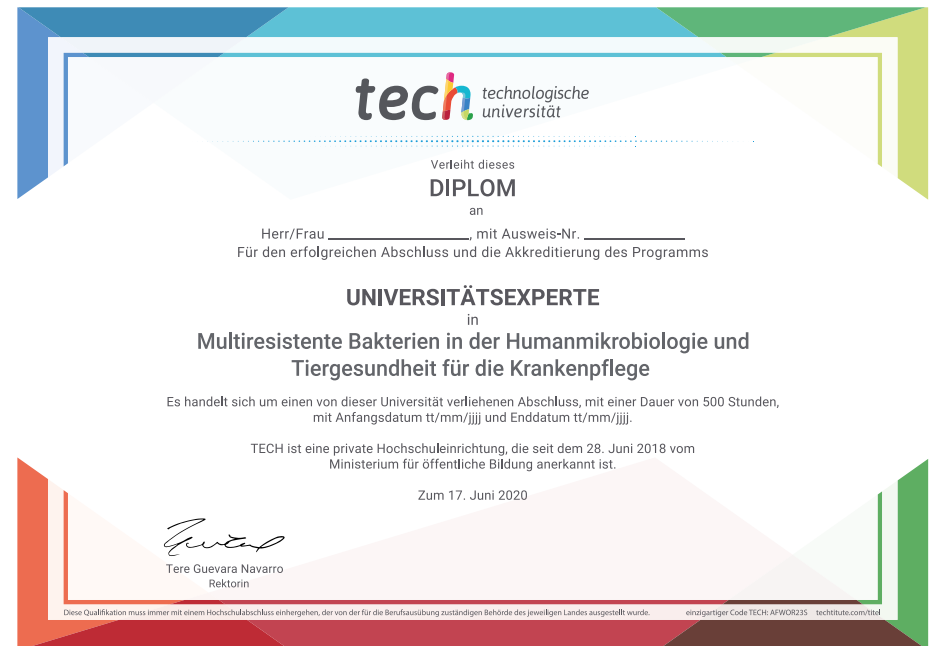 tech technologische
universität
Verleiht dieses
DIPLOM
an
Herr/Frau ____________________, mit Ausweis-Nr. ______________
Für den erfolgreichen Abschluss und die Akkreditierung des Programms
UNIVERSITÄTSEXPERTE
in
Multiresistente Bakterien in der Humanmikrobiologie und
Tiergesundheit für die Krankenpflege
Es handelt sich um einen von dieser Universität verliehenen Abschluss, mit einer Dauer von 500 Stunden,
mit Anfangsdatum tt/mm/jjjj und Enddatum tt/mm/jjjj.
TECH ist eine private Hochschuleinrichtung, die seit dem 28. Juni 2018 vom
Ministerium für öffentliche Bildung anerkannt ist.
Zum 17. Juni 2020
Tere Guevara Navarro
Rektorin
Diese Qualifikation muss immer mit einem Hochschulabschluss einhergehen, der von der für die Berufsausübung zuständigen Behörde des jeweiligen Landes ausgestellt wurde. einzigartiger Code TECH: AFWOR23S techtitute.com/titel